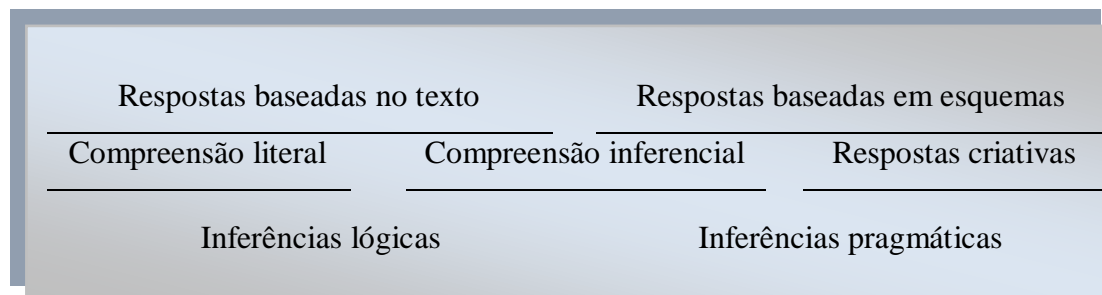 Respostas baseadas no texto Respostas baseadas em esquemas
Compreensão literal Compreensão inferencial Respostas criativas
Inferências lógicas Inferências pragmáticas